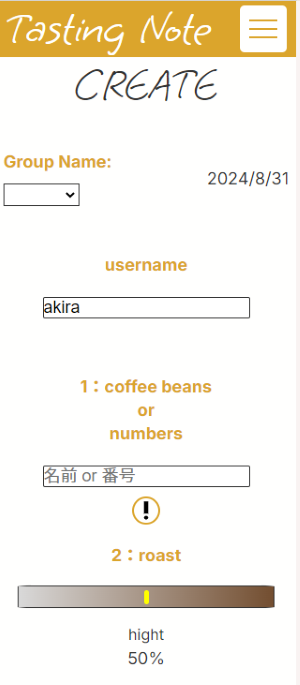 Tasting Note
CREATE
Group Name:
2024/8/31
username
akira
1：coffee beans
or
numbers
名前 or 番号
!
2：roast
hight
50%